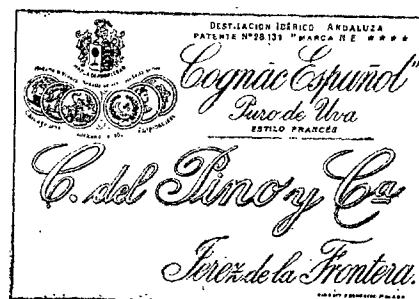 DESTILACION IBÉRICO ANDALUZA
PATENTE Nº 28.139 "MARCA N E ★★★★
Cognac Español"
Puro de Uva
ESTILO FRANCÉS
C. del Pino y Cª
Jerez de la Frontera.